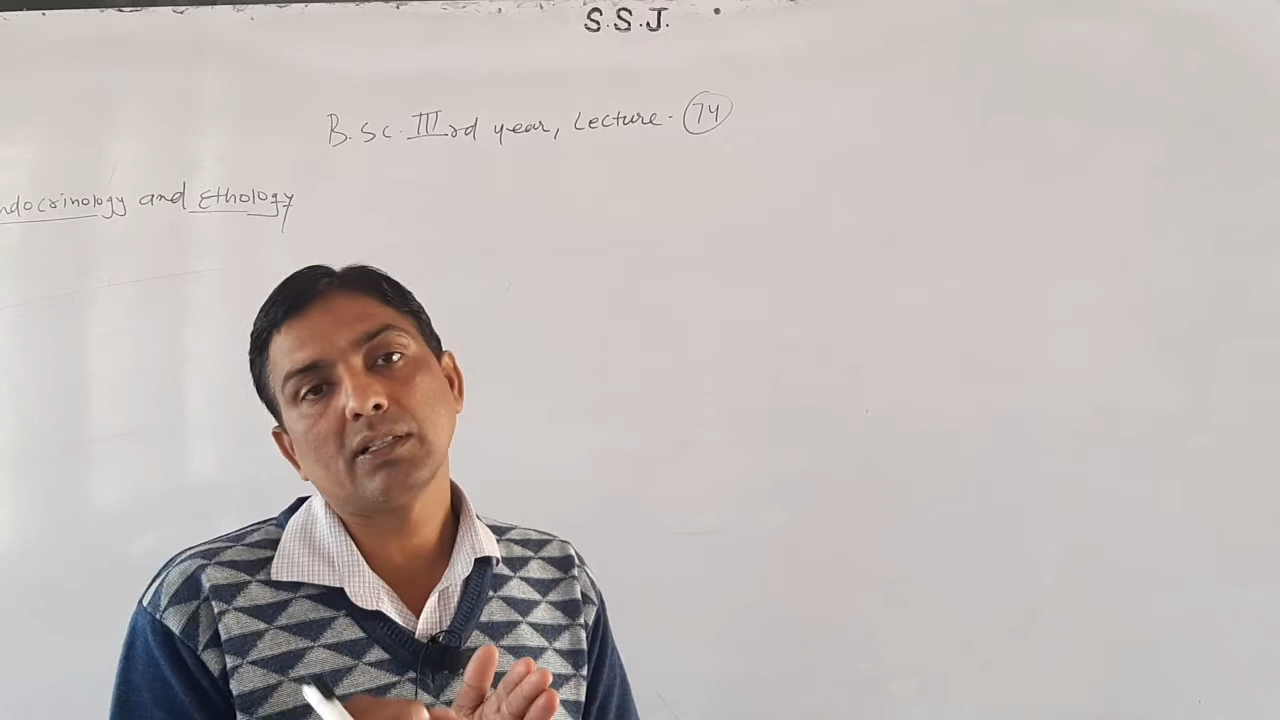 S.S.J.
B.Sc. IIIrd year, Lecture - 74
ndocrinology and Ethology